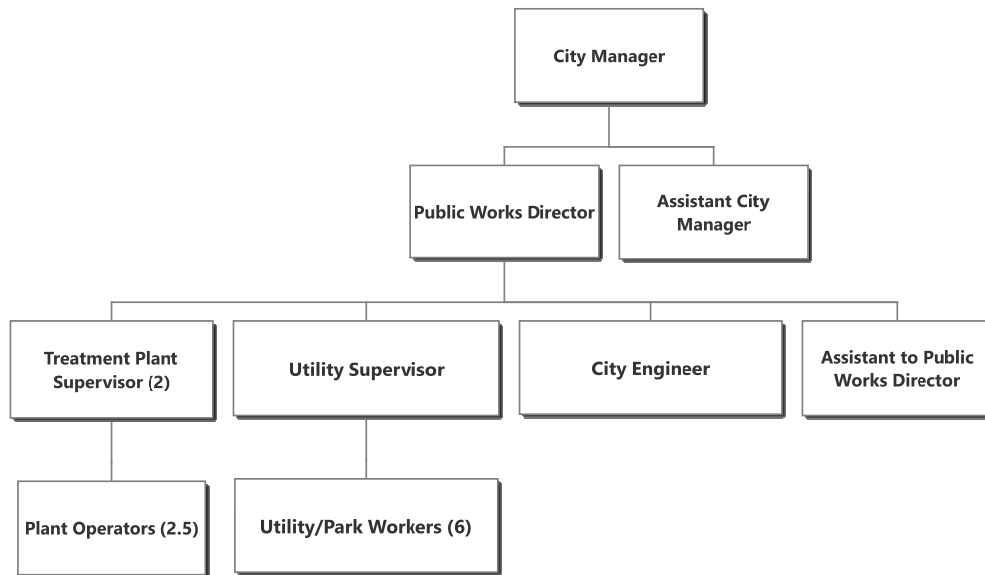 City Manager
Public Works Director
Assistant City
Manager
Treatment Plant
Supervisor (2)
Utility Supervisor
City Engineer
Assistant to Public
Works Director
Plant Operators (2.5)
Utility/Park Workers (6)